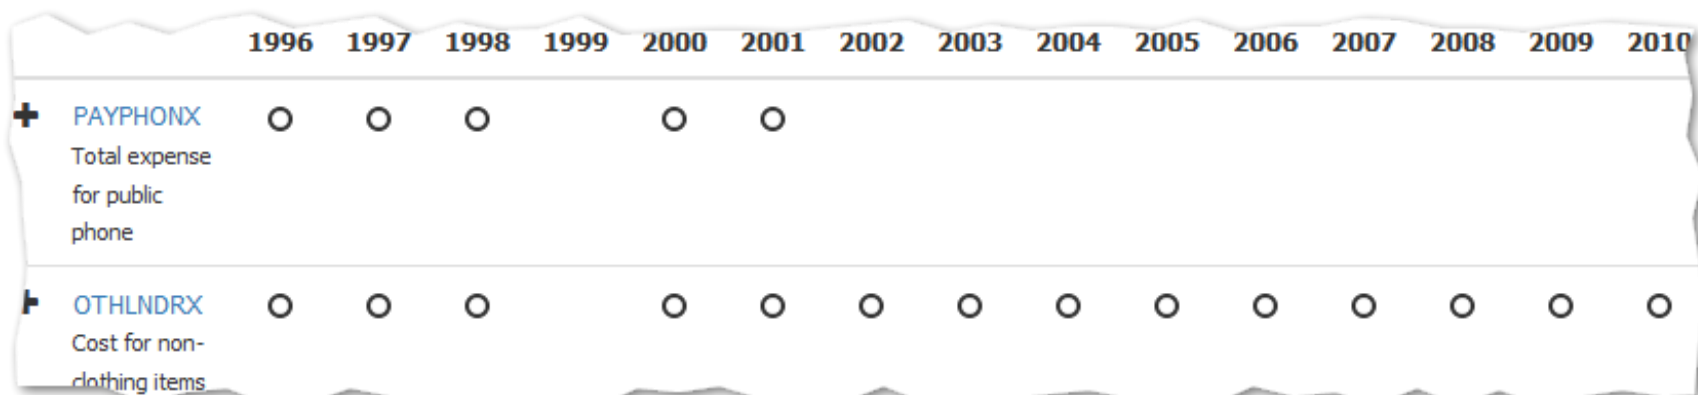 1996 1997 1998 1999 2000 2001 2002 2003 2004 2005 2006 2007 2008 2009 2010
PAYPHONX
Total expense
for public
phone
OTHLNDRX
Cost for non-
clothing items